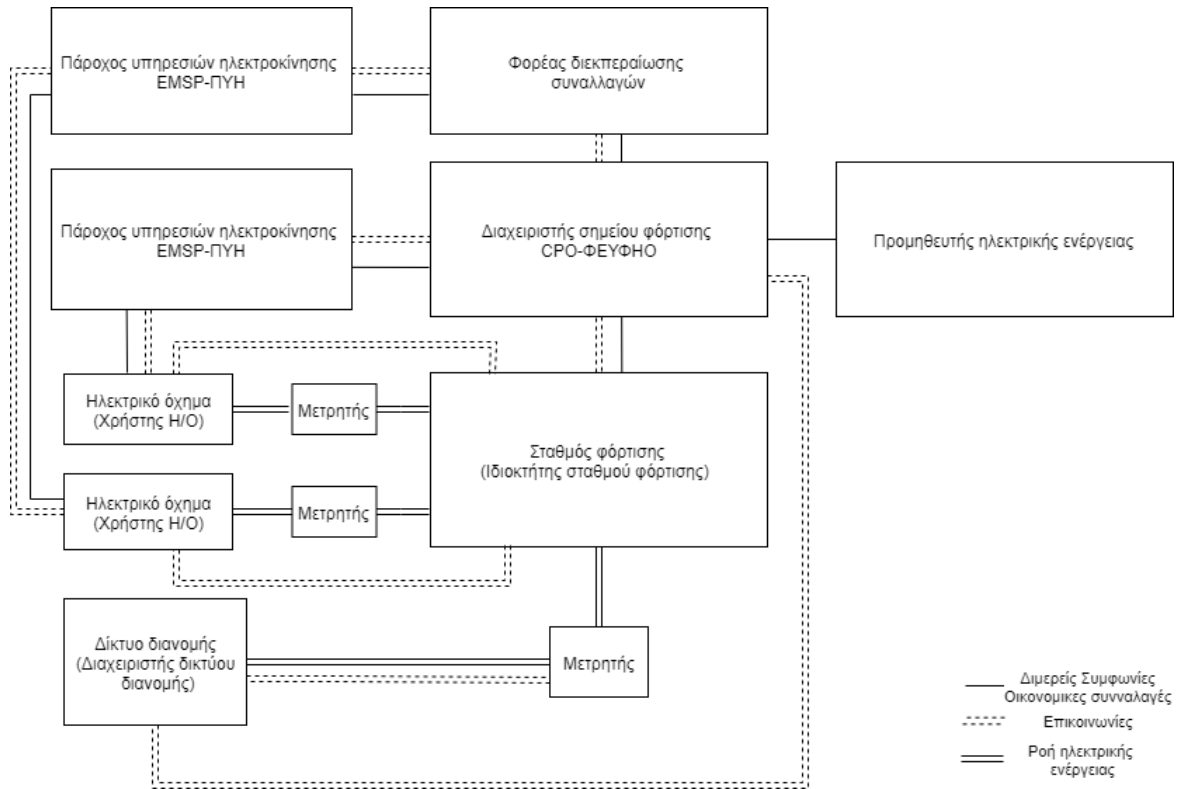 Πάροχος υπηρεσιών ηλεκτροκίνησης
EMSP-ΠΥΗ
Φορέας διεκπεραίωσης
συναλλαγών
Πάροχος υπηρεσιών ηλεκτροκίνησης
EMSP-ΠΥΗ
Διαχειριστής σημείου φόρτισης
CPO-ΦΕΥΦΗΟ
Προμηθευτής ηλεκτρικής ενέργειας
Ηλεκτρικό όχημα
(Χρήστης Η/Ο)
Μετρητής
Σταθμός φόρτισης
(Ιδιοκτήτης σταθμού φόρτισης)
Ηλεκτρικό όχημα
(Χρήστης Η/Ο)
Μετρητής
Δίκτυο διανομής
(Διαχειριστής δικτύου
διανομής)
Μετρητής
Διμερείς Συμφωνίες
Οικονομικες συνναλαγές
Επικοινωνίες
Ροή ηλεκτρικής
ενέργειας